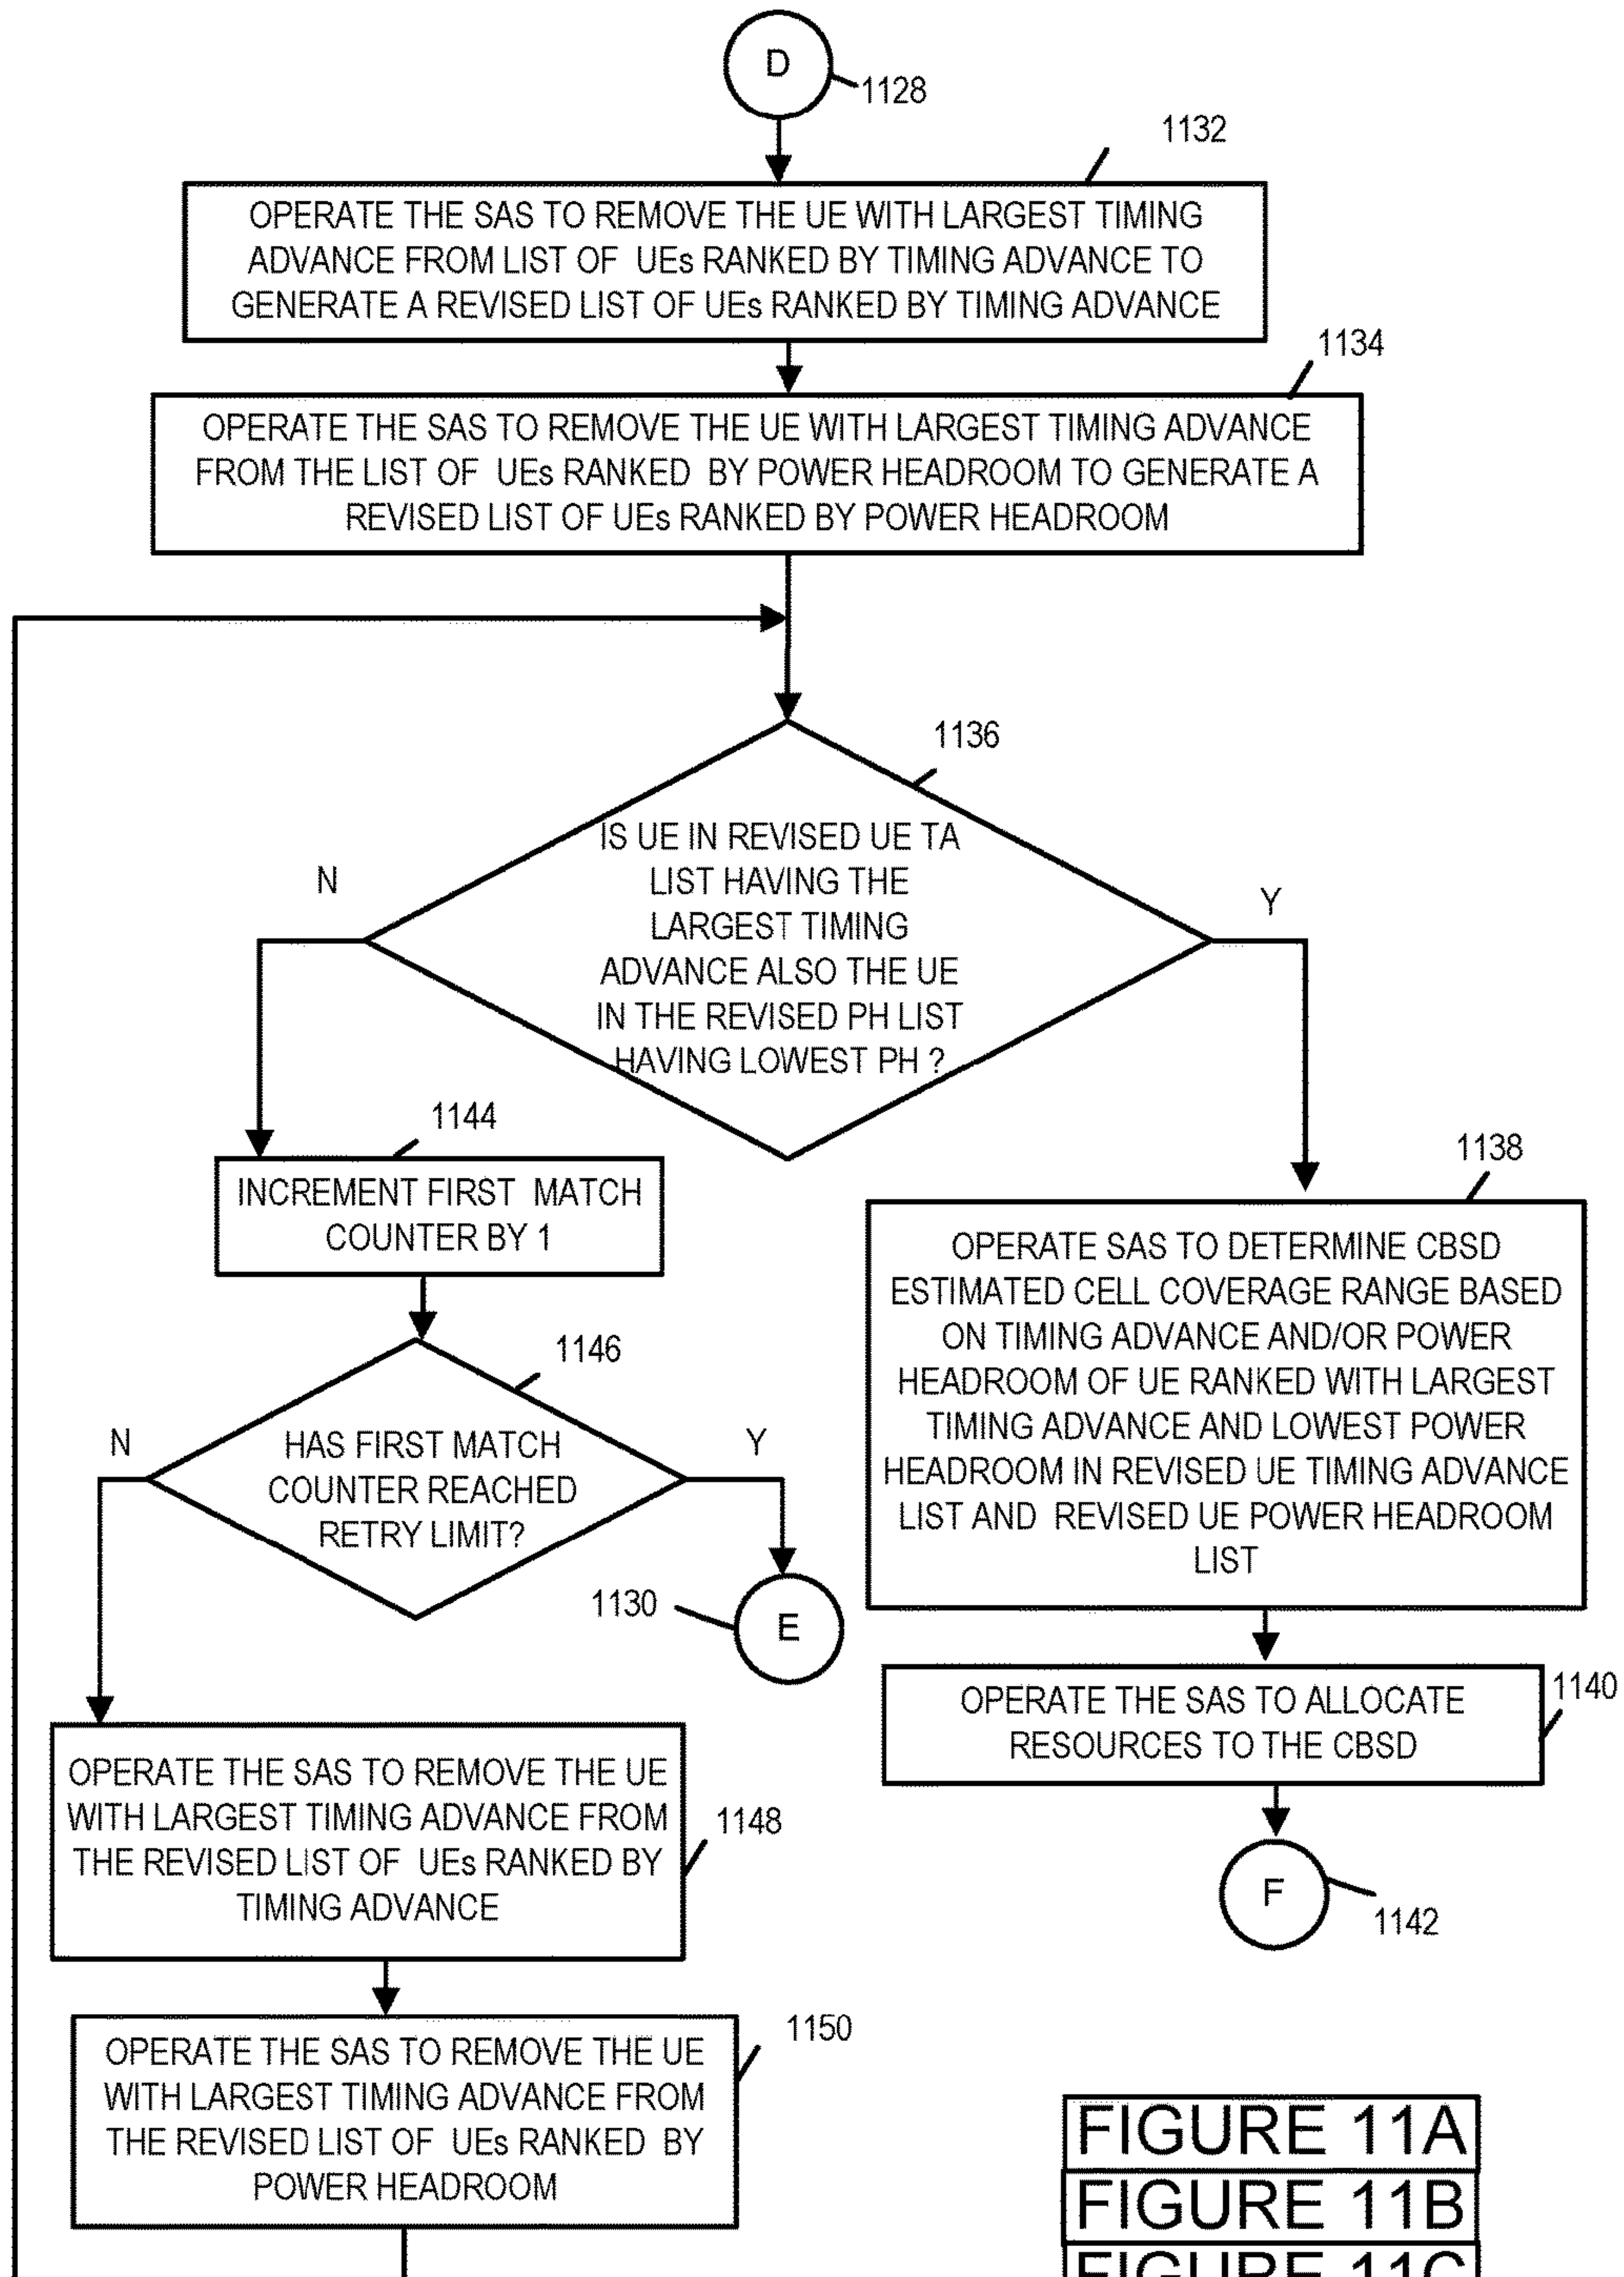 D
1128
1132
OPERATE THE SAS TO REMOVE THE UE WITH LARGEST TIMING
ADVANCE FROM LIST OF UEs RANKED BY TIMING ADVANCE TO
GENERATE A REVISED LIST OF UEs RANKED BY TIMING ADVANCE
1134
OPERATE THE SAS TO REMOVE THE UE WITH LARGEST TIMING ADVANCE
FROM THE LIST OF UEs RANKED BY POWER HEADROOM TO GENERATE A
REVISED LIST OF UEs RANKED BY POWER HEADROOM
1136
IS UE IN REVISED UE TA
LIST HAVING THE
LARGEST TIMING
ADVANCE ALSO THE UE
IN THE REVISED PH LIST
HAVING LOWEST PH ?
N
Y
1144
INCREMENT FIRST MATCH
COUNTER BY 1
1146
HAS FIRST MATCH
COUNTER REACHED
RETRY LIMIT?
N
Y
1130
E
1138
OPERATE SAS TO DETERMINE CBSD
ESTIMATED CELL COVERAGE RANGE BASED
ON TIMING ADVANCE AND/OR POWER
HEADROOM OF UE RANKED WITH LARGEST
TIMING ADVANCE AND LOWEST POWER
HEADROOM IN REVISED UE TIMING ADVANCE
LIST AND REVISED UE POWER HEADROOM
LIST
1140
OPERATE THE SAS TO ALLOCATE
RESOURCES TO THE CBSD
F
1142
OPERATE THE SAS TO REMOVE THE UE
WITH LARGEST TIMING ADVANCE FROM
THE REVISED LIST OF UEs RANKED BY
TIMING ADVANCE
1148
OPERATE THE SAS TO REMOVE THE UE
WITH LARGEST TIMING ADVANCE FROM
THE REVISED LIST OF UEs RANKED BY
POWER HEADROOM
1150
FIGURE 11A
FIGURE 11B
FIGURE 11C